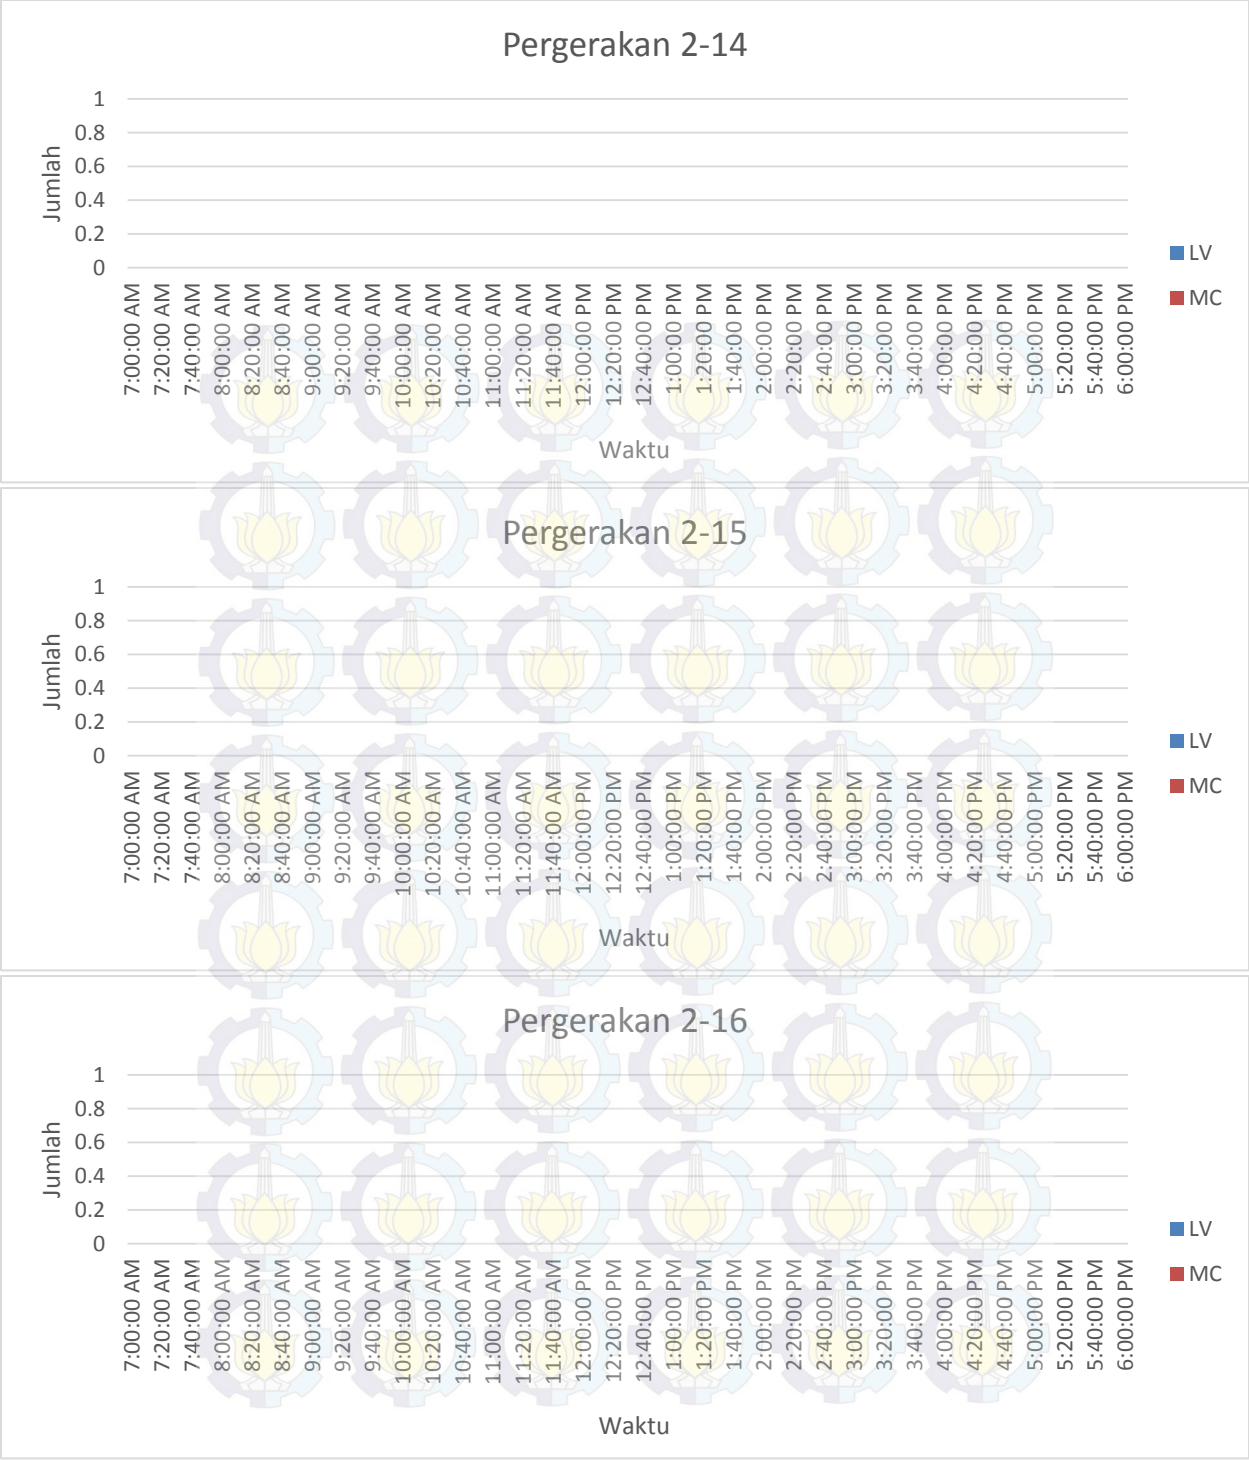 Pergerakan 2-14
1
0.8
0.6
0.4
0.2
0
Jumlah
7:00:00 AM
7:20:00 AM
7:40:00 AM
8:00:00 AM
8:20:00 AM
8:40:00 AM
9:00:00 AM
9:20:00 AM
9:40:00 AM
10:00:00 AM
10:20:00 AM
10:40:00 AM
11:00:00 AM
11:20:00 AM
11:40:00 AM
12:00:00 PM
12:20:00 PM
12:40:00 PM
1:00:00 PM
1:20:00 PM
1:40:00 PM
2:00:00 PM
2:20:00 PM
2:40:00 PM
3:00:00 PM
3:20:00 PM
3:40:00 PM
4:00:00 PM
4:20:00 PM
4:40:00 PM
5:00:00 PM
5:20:00 PM
5:40:00 PM
6:00:00 PM
Waktu
LV
MC
Pergerakan 2-15
1
0.8
0.6
0.4
0.2
0
Jumlah
7:00:00 AM
7:20:00 AM
7:40:00 AM
8:00:00 AM
8:20:00 AM
8:40:00 AM
9:00:00 AM
9:20:00 AM
9:40:00 AM
10:00:00 AM
10:20:00 AM
10:40:00 AM
11:00:00 AM
11:20:00 AM
11:40:00 AM
12:00:00 PM
12:20:00 PM
12:40:00 PM
1:00:00 PM
1:20:00 PM
1:40:00 PM
2:00:00 PM
2:20:00 PM
2:40:00 PM
3:00:00 PM
3:20:00 PM
3:40:00 PM
4:00:00 PM
4:20:00 PM
4:40:00 PM
5:00:00 PM
5:20:00 PM
5:40:00 PM
6:00:00 PM
Waktu
LV
MC
Pergerakan 2-16
1
0.8
0.6
0.4
0.2
0
Jumlah
7:00:00 AM
7:20:00 AM
7:40:00 AM
8:00:00 AM
8:20:00 AM
8:40:00 AM
9:00:00 AM
9:20:00 AM
9:40:00 AM
10:00:00 AM
10:20:00 AM
10:40:00 AM
11:00:00 AM
11:20:00 AM
11:40:00 AM
12:00:00 PM
12:20:00 PM
12:40:00 PM
1:00:00 PM
1:20:00 PM
1:40:00 PM
2:00:00 PM
2:20:00 PM
2:40:00 PM
3:00:00 PM
3:20:00 PM
3:40:00 PM
4:00:00 PM
4:20:00 PM
4:40:00 PM
5:00:00 PM
5:20:00 PM
5:40:00 PM
6:00:00 PM
Waktu
LV
MC